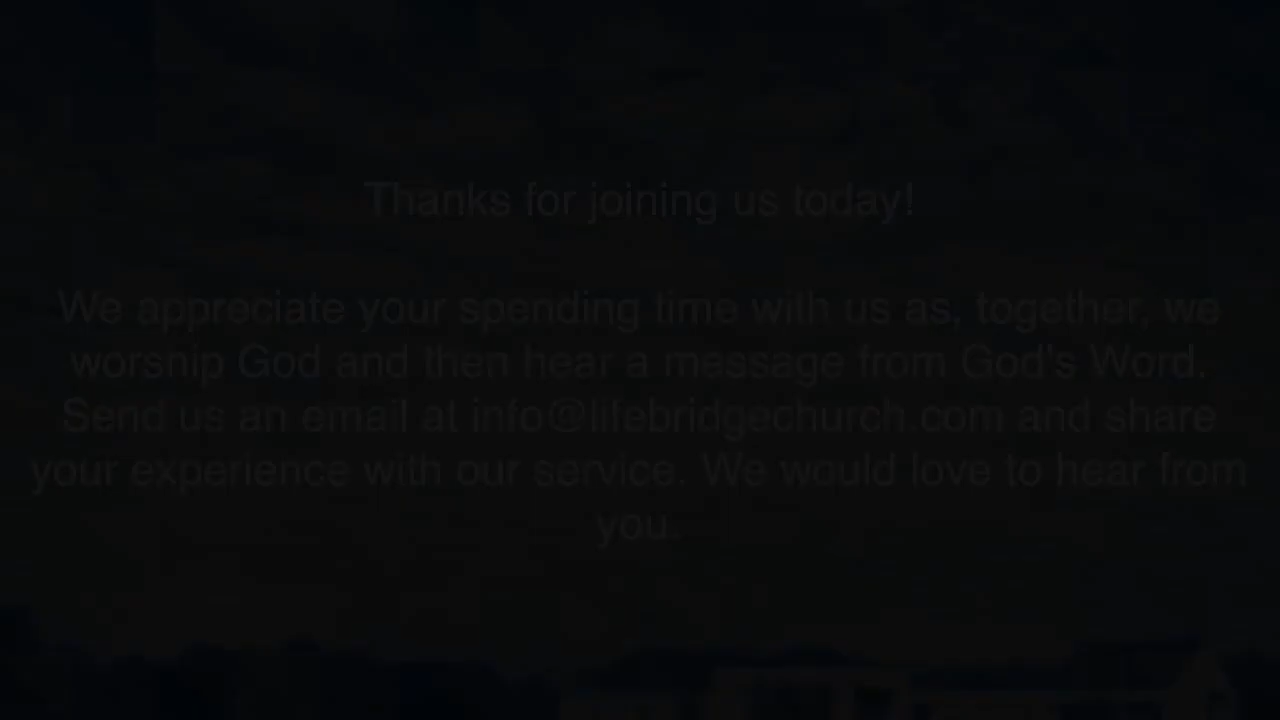 Thanks for joining us today!
We appreciate your spending time with us as, together, we
worship God and then hear a message from God's Word.
Send us an email at info@lifebridgechurch.com and share
your experience with our service. We would love to hear from
you.